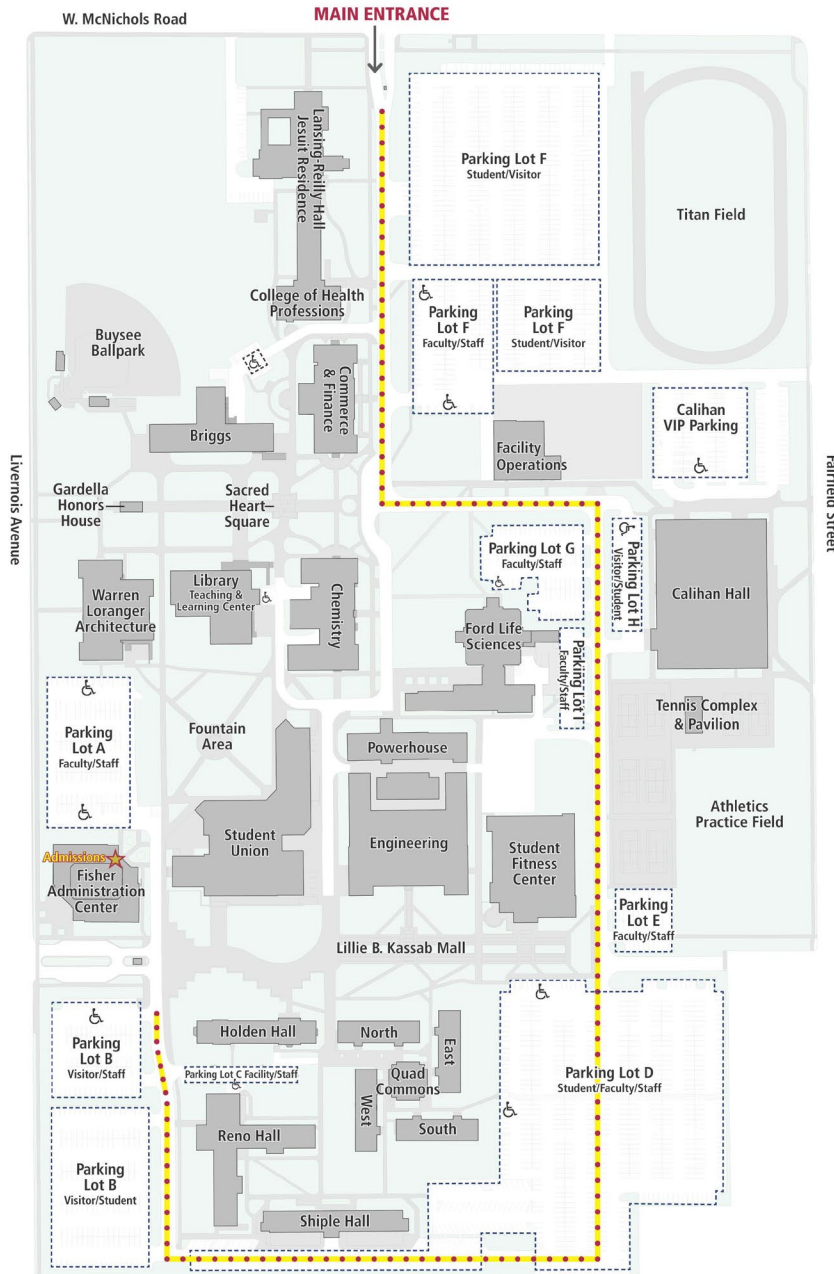 W. McNichols Road
MAIN ENTRANCE
Lansing-Reilly Hall
Jesuit Residence
Parking Lot F
Student/Visitor
Titan Field
College of Health
Professions
Parking
Lot F
Faculty/Staff
Parking
Lot F
Student/Visitor
Buysee
Ballpark
Commerce
& Finance
Calihan
VIP Parking
Briggs
Facility
Operations
Livernois Avenue
Fairfield Street
Gardella
Honors
House
Sacred
Heart
Square
Parking Lot G
Faculty/Staff
Parking Lot H
Visitor/Student
Warren
Loranger
Architecture
Library
Teaching &
Learning Center
Chemistry
Calihan Hall
Ford Life
Sciences
Parking Lot I
Faculty/Staff
Parking
Lot A
Faculty/Staff
Fountain
Area
Powerhouse
Tennis Complex
& Pavilion
Student
Union
Engineering
Student
Fitness
Center
Athletics
Practice Field
Admissions
Fisher
Administration
Center
Parking
Lot E
Faculty/Staff
Lillie B. Kassab Mall
Parking
Lot B
Visitor/Staff
Holden Hall
North
East
Parking Lot D
Student/Faculty/Staff
Parking Lot C Facility/Staff
Quad
Commons
West
South
Parking
Lot B
Visitor/Student
Reno Hall
Shiple Hall